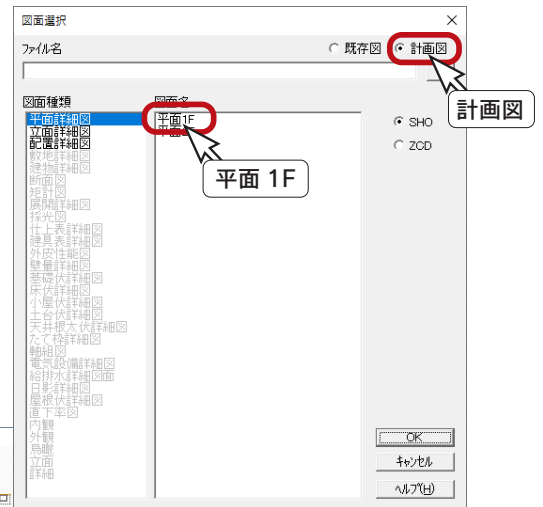 図面選択
ファイル名
既存図
計画図
計画図
図面種類
図面名
平面詳細図
立面詳細図
配置詳細図
敷地詳細図
建物詳細図
断面図
矩計図
展開詳細図
採光図
仕上表詳細図
建具表詳細図
外皮性能図
壁量詳細図
基礎伏詳細図
床伏詳細図
小屋伏詳細図
土台伏詳細図
天井根太伏詳細図
たて枠詳細図
軸組図
電気設備詳細図
給排水詳細図面
日影詳細図
屋根伏詳細図
直下率図
内観
外観
鳥瞰
立面
詳細
平面1F
平面 1F
SHO
ZCD
OK
キャンセル
ヘルプ(H)